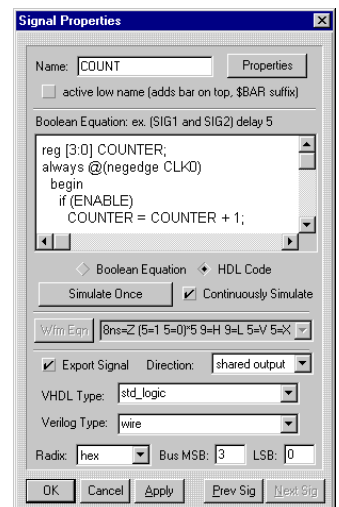 Signal Properties
Name: COUNT Properties
active low name (adds bar on top, $BAR suffix)
Boolean Equation: ex. (SIG1 and SIG2) delay 5
reg [3:0] COUNTER;
always @(negedge CLK0)
begin
if (ENABLE)
COUNTER = COUNTER + 1;
Boolean Equation HDL Code
Simulate Once Continuously Simulate
Wfm Eqn 8ns=Z (5=1 5=0)*5 9=H 9=L 5=V 5=X
Export Signal Direction: shared output
VHDL Type: std_logic
Verilog Type: wire
Radix: hex Bus MSB: 3 LSB: 0
OK Cancel Apply Prev Sig Next Sig